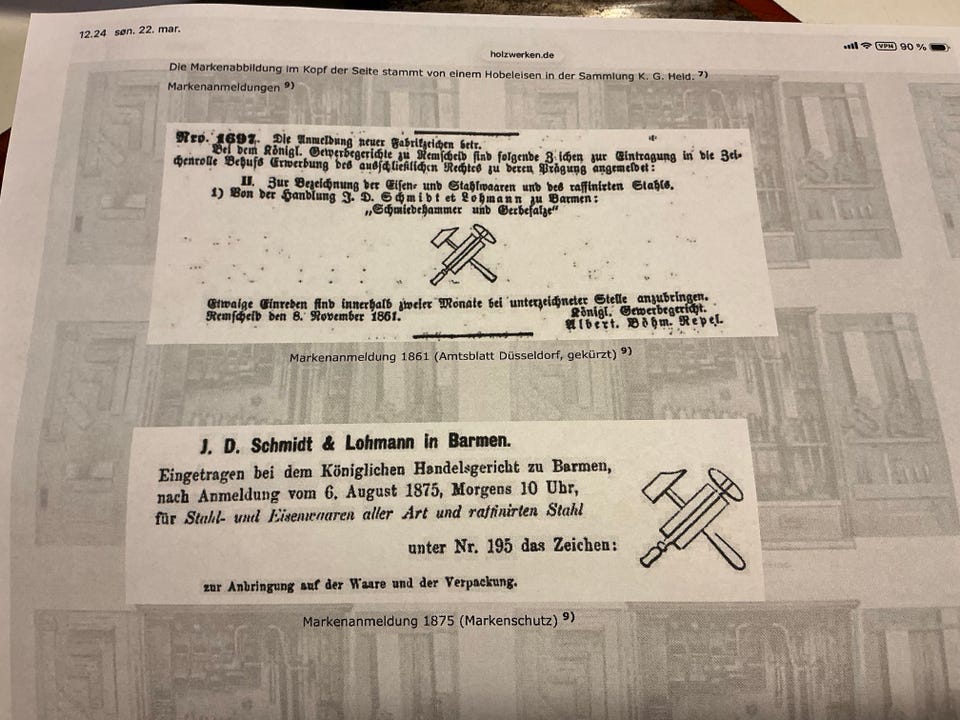 12.24 søn. 22. mar.
VPN 90 %
holzwerken.de
Die Markenabbildung im Kopf der Seite stammt von einem Hobeleisen in der Sammlung K. G. Heid. 7)
Markenanmeldungen 9)
Nro. 1697. Die Anmeldung neuer Fabrikzeichen betr.
Bei dem Königl. Gewerbegerichte zu Remscheid sind folgende Zeichen zur Eintragung in die Zei-
chenrolle Behufs Erwerbung des ausschließlichen Rechtes zu deren Prägung angemeldet:
II. Zur Bezeichnung der Eisen- und Stahlwaaren und des raffinirten Stahls.
1) Von der Handlung J. D. Schmidt et Lohmann zu Barmen:
„Schmiedehammer und Gerbefalze“
Etwaige Einreden sind innerhalb zweier Monate bei unterzeichneter Stelle anzubringen.
Remscheid den 8. November 1861.
Königl. Gewerbegericht.
Albert. Böhm. Repel.
Markenanmeldung 1861 (Amtsblatt Düsseldorf, gekürzt) 9)
J. D. Schmidt & Lohmann in Barmen.
Eingetragen bei dem Königlichen Handelsgericht zu Barmen,
nach Anmeldung vom 6. August 1875, Morgens 10 Uhr,
für Stahl- und Eisenwaaren aller Art und raffinirten Stahl
unter Nr. 195 das Zeichen:
zur Anbringung auf der Waare und der Verpackung.
Markenanmeldung 1875 (Markenschutz) 9)